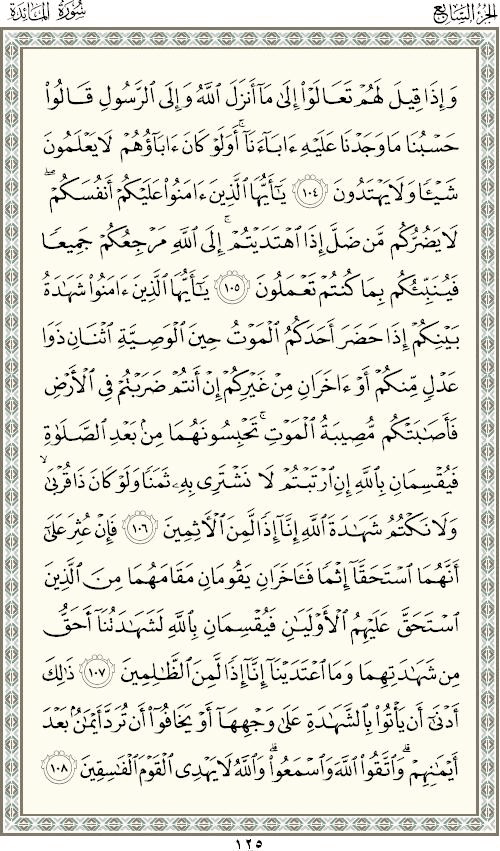 الجزء السابع
سورة المائدة
وَإِذَا قِيلَ لَهُمْ تَعَالَوْا۟ إِلَىٰ مَآ أَنزَلَ ٱللَّهُ وَإِلَى ٱلرَّسُولِ قَالُوا۟
حَسْبُنَا مَا وَجَدْنَا عَلَيْهِ ءَابَآءَنَآ ۚ أَوَلَوْ كَانَ ءَابَآؤُهُمْ لَا يَعْلَمُونَ
شَيْـًٔا وَلَا يَهْتَدُونَ ١٠٤ يَـٰٓأَيُّهَا ٱلَّذِينَ ءَامَنُوا۟ عَلَيْكُمْ أَنفُسَكُمْ ۖ
لَا يَضُرُّكُم مَّن ضَلَّ إِذَا ٱهْتَدَيْتُمْ ۚ إِلَى ٱللَّهِ مَرْجِعُكُمْ جَمِيعًا
فَيُنَبِّئُكُم بِمَا كُنتُمْ تَعْمَلُونَ ١٠٥ يَـٰٓأَيُّهَا ٱلَّذِينَ ءَامَنُوا۟ شَهَـٰدَةُ
بَيْنِكُمْ إِذَا حَضَرَ أَحَدَكُمُ ٱلْمَوْتُ حِينَ ٱلْوَصِيَّةِ ٱثْنَانِ ذَوَا
عَدْلٍ مِّنكُمْ أَوْ ءَاخَرَانِ مِنْ غَيْرِكُمْ إِنْ أَنتُمْ ضَرَبْتُمْ فِى ٱلْأَرْضِ
فَأَصَـٰبَتْكُم مُّصِيبَةُ ٱلْمَوْتِ ۚ تَحْبِسُونَهُمَا مِنۢ بَعْدِ ٱلصَّلَوٰةِ
فَيُقْسِمَانِ بِٱللَّهِ إِنِ ٱرْتَبْتُمْ لَا نَشْتَرِى بِهِۦ ثَمَنًا وَلَوْ كَانَ ذَا قُرْبَىٰ ۙ
وَلَا نَكْتُمُ شَهَـٰدَةَ ٱللَّهِ إِنَّآ إِذًا لَّمِنَ ٱلْـَٔاثِمِينَ ١٠٦ فَإِنْ عُثِرَ عَلَىٰٓ
أَنَّهُمَا ٱسْتَحَقَّآ إِثْمًا فَـَٔاخَرَانِ يَقُومَانِ مَقَامَهُمَا مِنَ ٱلَّذِينَ
ٱسْتَحَقَّ عَلَيْهِمُ ٱلْأَوْلَيَـٰنِ فَيُقْسِمَانِ بِٱللَّهِ لَشَهَـٰدَتُنَآ أَحَقُّ
مِن شَهَـٰدَتِهِمَا وَمَا ٱعْتَدَيْنَآ إِنَّآ إِذًا لَّمِنَ ٱلظَّـٰلِمِينَ ١٠٧ ذَٰلِكَ
أَدْنَىٰٓ أَن يَأْتُوا۟ بِٱلشَّهَـٰدَةِ عَلَىٰ وَجْهِهَآ أَوْ يَخَافُوٓا۟ أَن تُرَدَّ أَيْمَـٰنٌۢ بَعْدَ
أَيْمَـٰنِهِمْ ۗ وَٱتَّقُوا۟ ٱللَّهَ وَٱسْمَعُوا۟ ۗ وَٱللَّهُ لَا يَهْدِى ٱلْقَوْمَ ٱلْفَـٰسِقِينَ ١٠٨
١٢٥